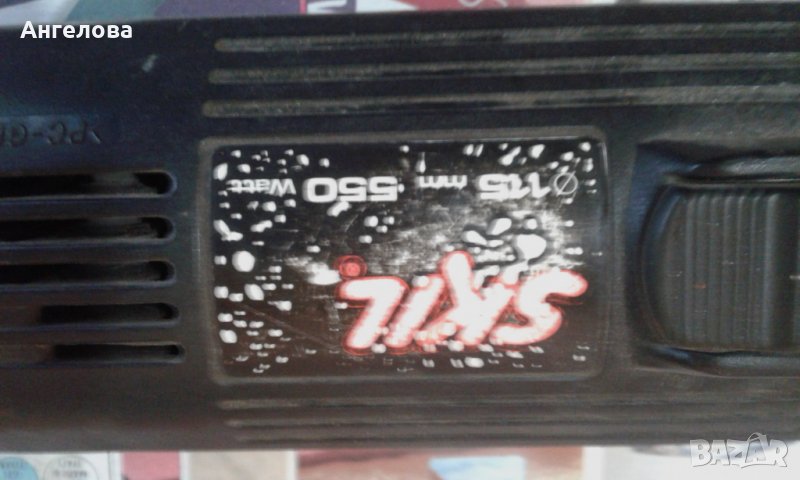 Ангелова
SKIL
Ø 115 mm 550 Watt
BAZAR